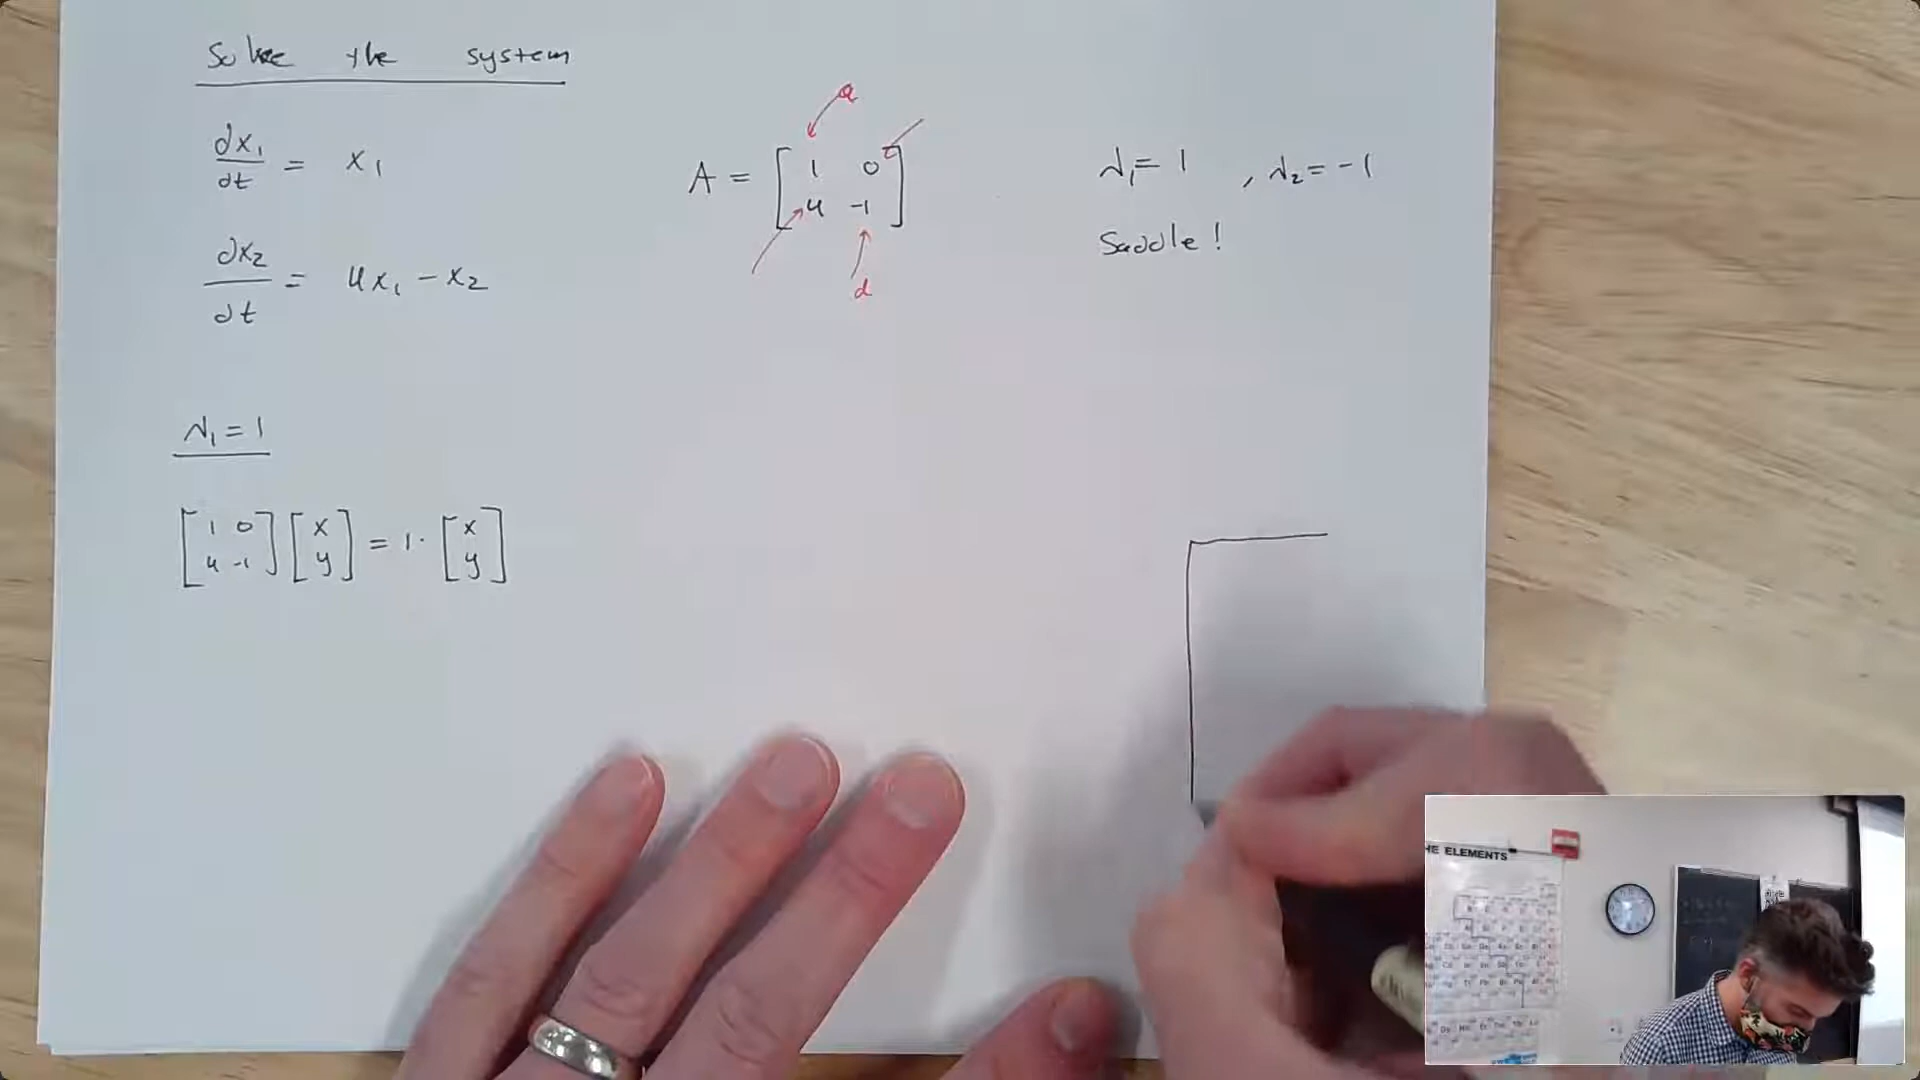 Solve the system
dx₁/dt = x₁
dx₂/dt = 4x₁ - x₂
a
A = [1 0; 4 -1]
d
λ₁ = 1 , λ₂ = -1
Saddle!
λ₁ = 1
[1 0; 4 -1] [x; y] = 1 · [x; y]
HE ELEMENTS